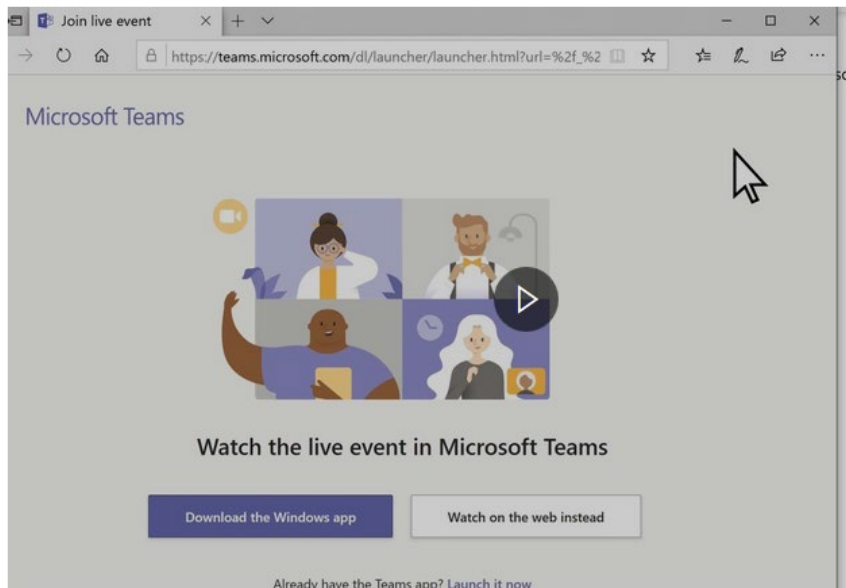 Join live event
https://teams.microsoft.com/dl/launcher/launcher.html?url=%2f_%2
Microsoft Teams
Watch the live event in Microsoft Teams
Download the Windows app
Watch on the web instead
Already have the Teams app? Launch it now